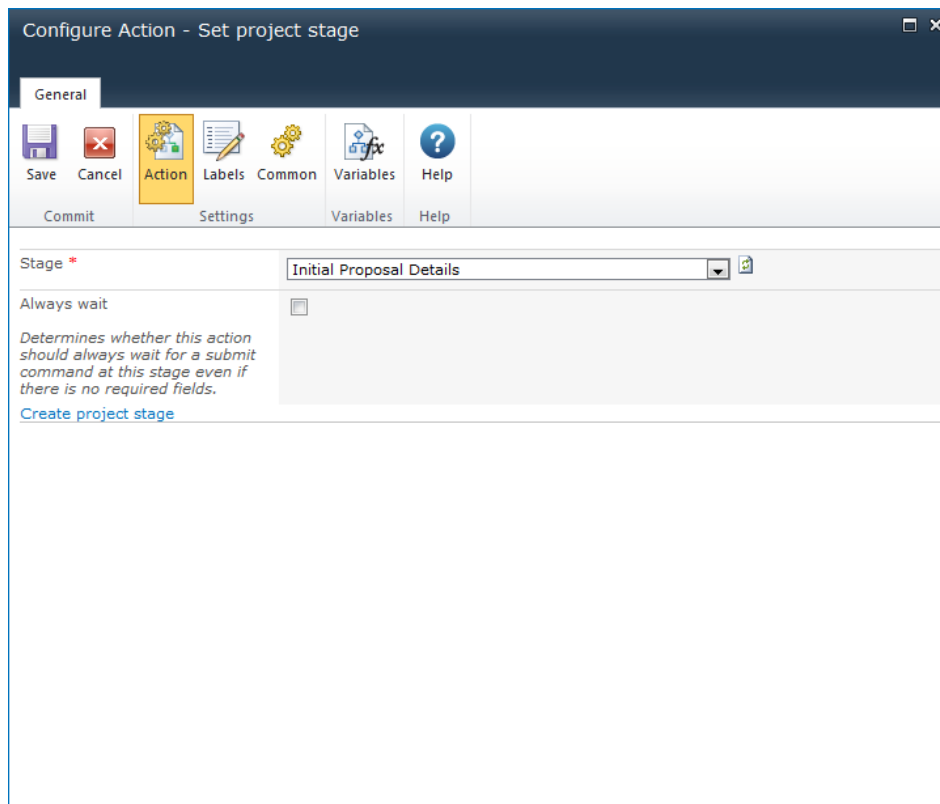 Configure Action - Set project stage
General
Save Cancel Action Labels Common Variables Help
Commit Settings Variables Help
Stage *
Initial Proposal Details
Always wait
Determines whether this action
should always wait for a submit
command at this stage even if
there is no required fields.
Create project stage